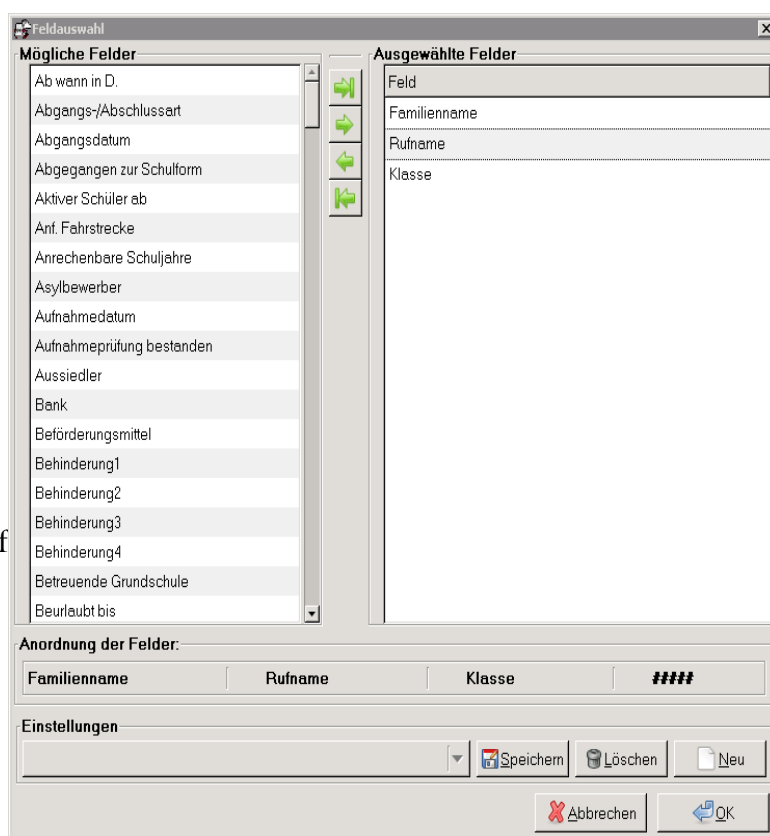 Feldauswahl
Mögliche Felder
Ab wann in D.
Abgangs-/Abschlussart
Abgangsdatum
Abgegangen zur Schulform
Aktiver Schüler ab
Anf. Fahrstrecke
Anrechenbare Schuljahre
Asylbewerber
Aufnahmedatum
Aufnahmeprüfung bestanden
Aussiedler
Bank
Beförderungsmittel
Behinderung1
Behinderung2
Behinderung3
Behinderung4
Betreuende Grundschule
Beurlaubt bis
f
Ausgewählte Felder
Feld
Familienname
Rufname
Klasse
Anordnung der Felder:
Familienname Rufname Klasse #####
Einstellungen
Speichern Löschen Neu
Abbrechen OK